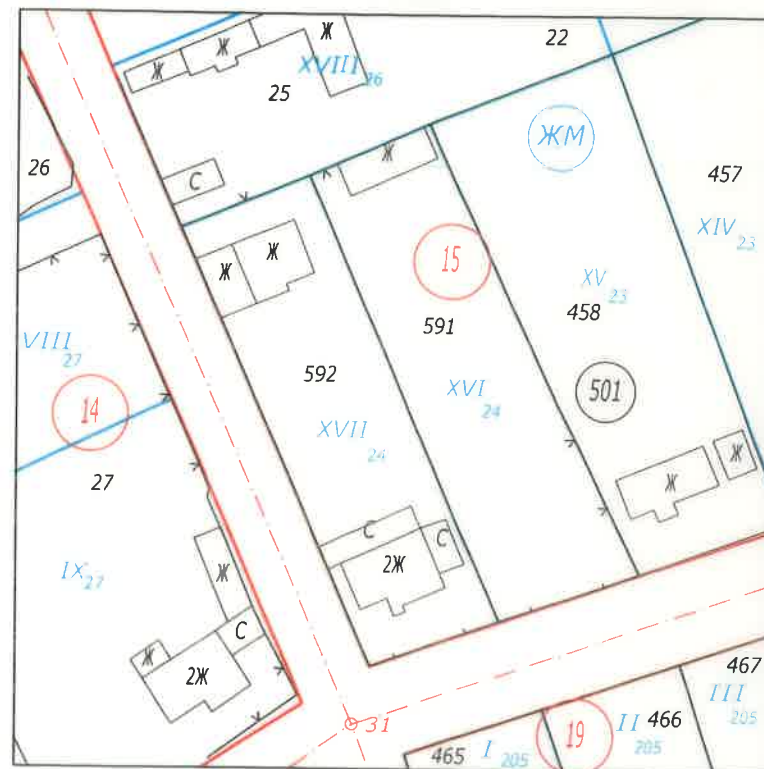 Ж
Ж
Ж
22
XVIII 26
25
ЖМ
26
С
Ж
457
XIV 23
15
Ж
Ж
XV 23
458
VIII 27
591
592
XVI 24
501
14
XVII 24
27
Ж
Ж
С
С
2Ж
IX 27
Ж
С
Ж
2Ж
467
III 205
31
II 205
466
19
465
I 205